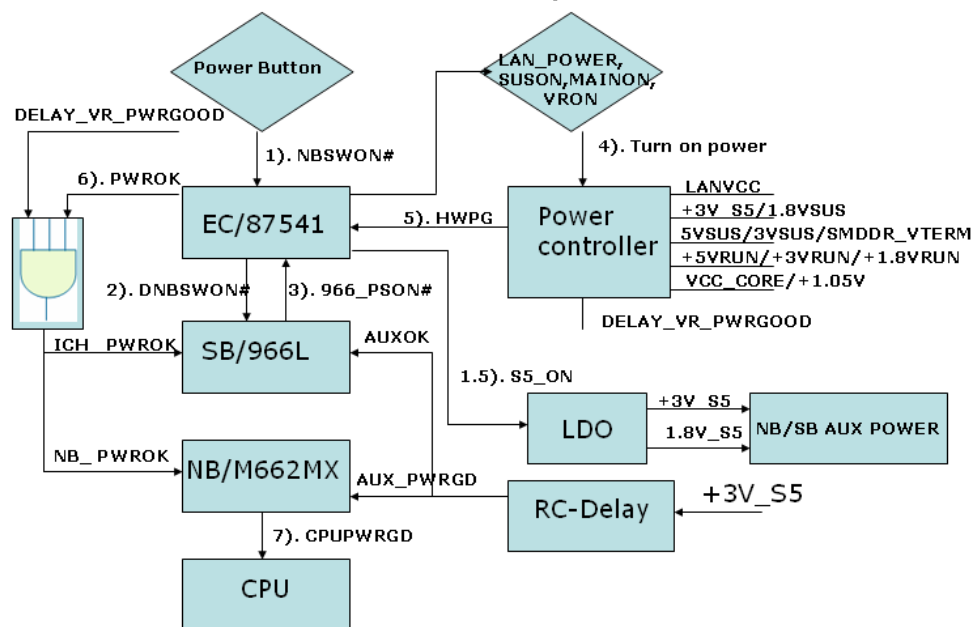 Power Button
LAN_POWER,
SUSON,MAINON,
VRON
DELAY_VR_PWRGOOD
1). NBSWON#
4). Turn on power
6). PWROK
EC/87541
5). HWPG
Power
controller
LANVCC
+3V_S5/1.8VSUS
5VSUS/3VSUS/SMDDR_VTERM
+5VRUN/+3VRUN/+1.8VRUN
VCC_CORE/+1.05V
2). DNBSWON#
3). 966_PSON#
DELAY_VR_PWRGOOD
ICH_PWROK
SB/966L
AUXOK
1.5). S5_ON
LDO
+3V_S5
1.8V_S5
NB/SB AUX POWER
NB_ PWROK
NB/M662MX
AUX_PWRGD
RC-Delay
+3V_S5
7). CPUPWRGD
CPU